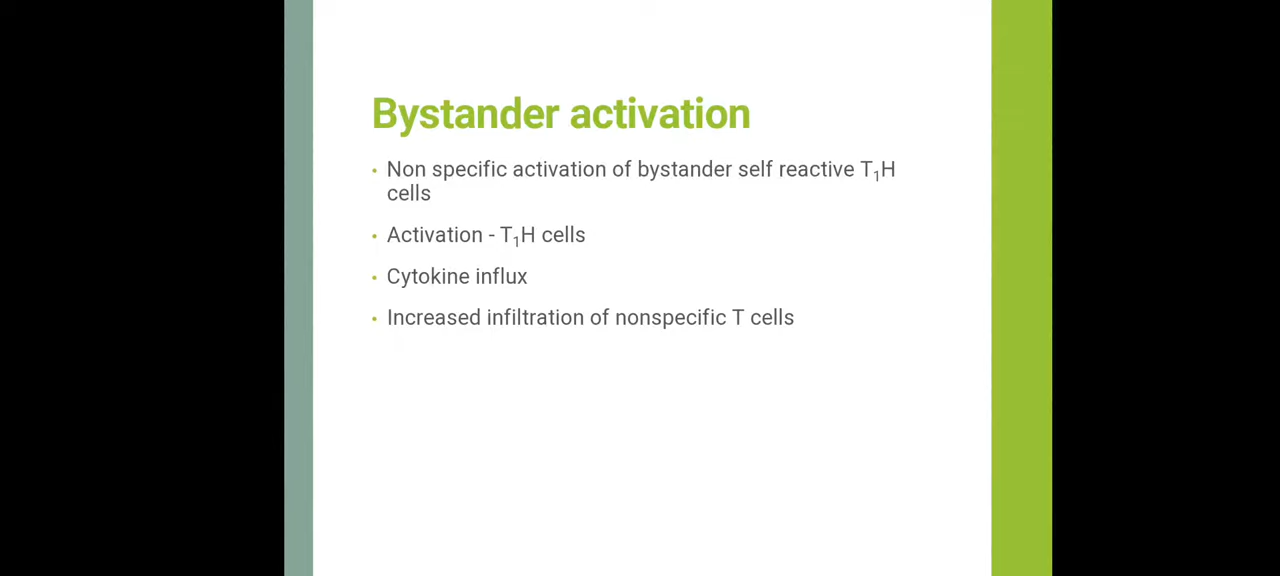 Bystander activation
• Non specific activation of bystander self reactive T₁H
cells
• Activation - T₁H cells
• Cytokine influx
• Increased infiltration of nonspecific T cells